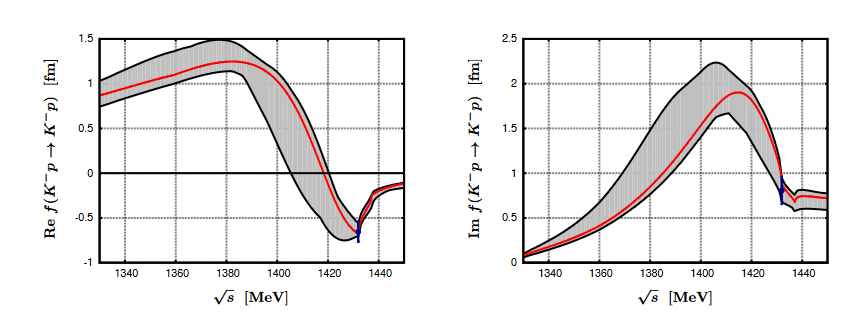 Re f(K⁻p → K⁻p) [fm]
1.5
1
0.5
0
-0.5
-1
1340 1360 1380 1400 1420 1440
√s [MeV]
Im f(K⁻p → K⁻p) [fm]
2.5
2
1.5
1
0.5
0
1340 1360 1380 1400 1420 1440
√s [MeV]